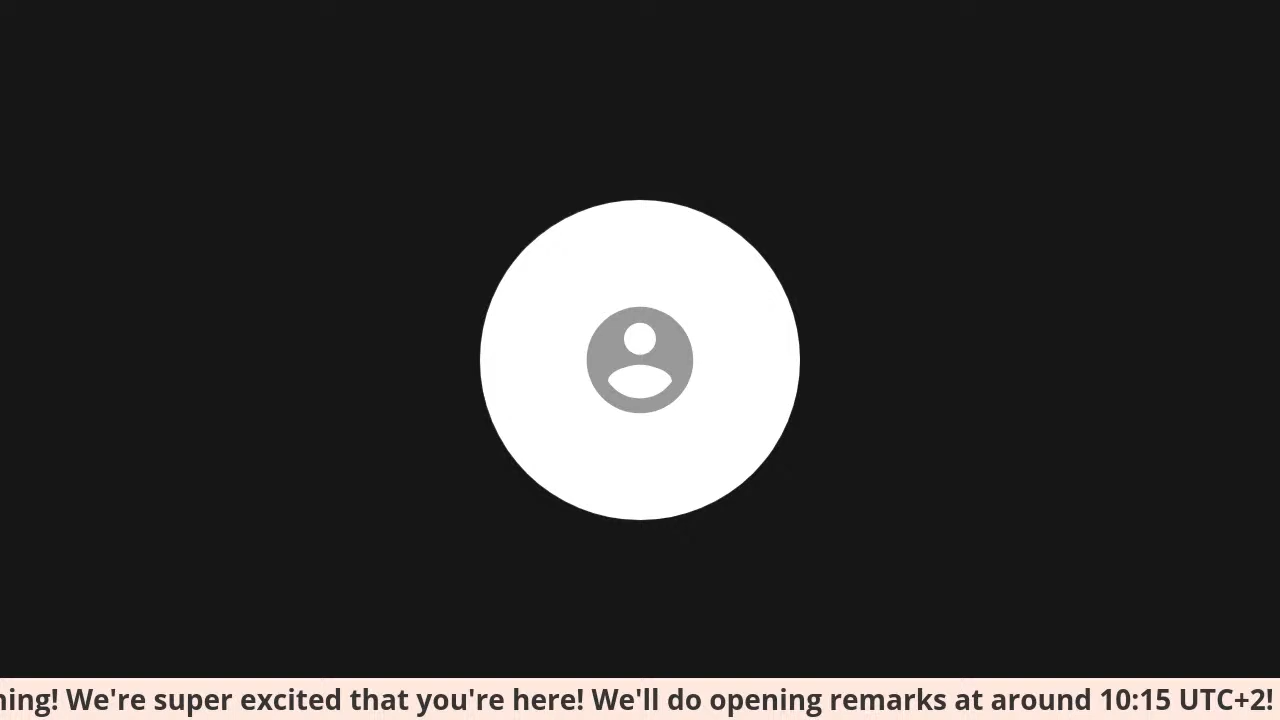 We're super excited that you're here! We'll do opening remarks at around 10:15 UTC+2!